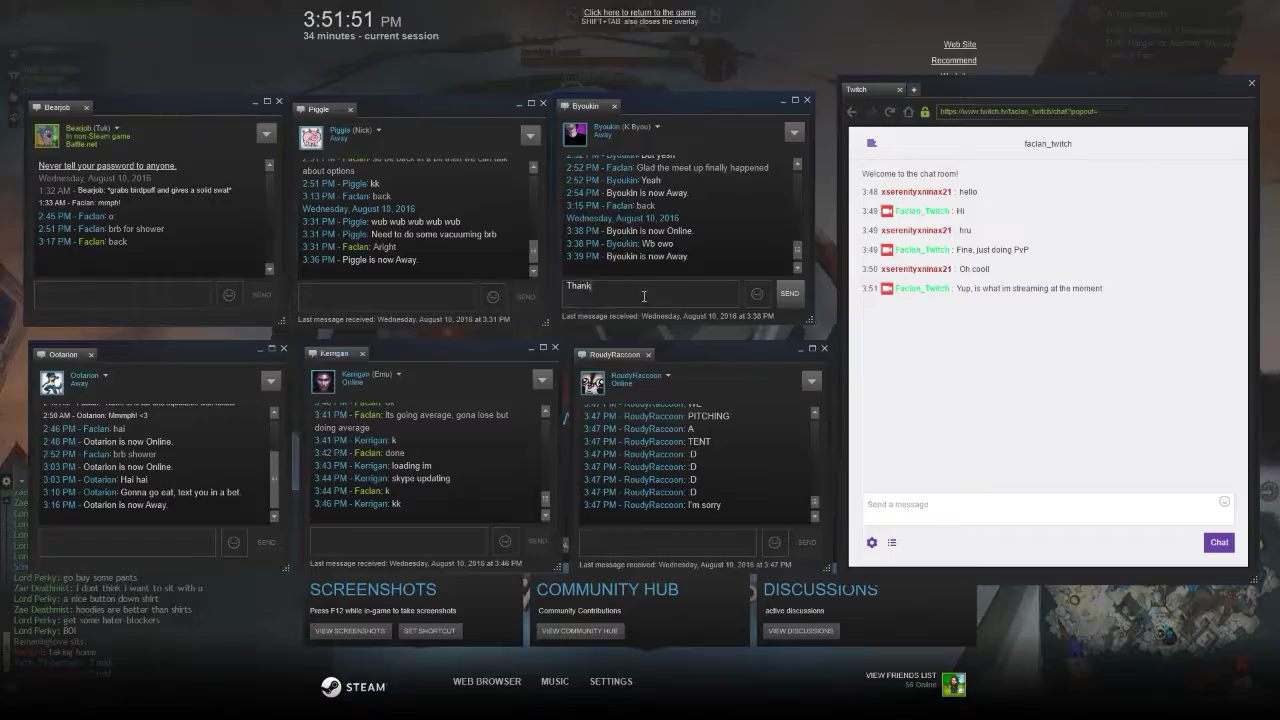 3:51:51 PM
34 minutes - current session
Click here to return to the game
SHIFT+TAB also closes the overlay
Web Site
Recommend
Bearjob
Bearjob (Tuk)
In non-Steam game
Battle.net
Never tell your password to anyone.
Wednesday, August 10, 2016
1:32 AM - Bearjob: *grabs birdpuff and gives a solid swat*
1:33 AM - Faclan: mmph!
2:45 PM - Faclan: o:
2:51 PM - Faclan: brb for shower
3:17 PM - Faclan: back
SEND
Piggle
Piggle (Nick)
Away
about options
2:51 PM - Piggle: kk
3:13 PM - Faclan: back
Wednesday, August 10, 2016
3:31 PM - Piggle: wub wub wub wub wub
3:31 PM - Piggle: Need to do some vacuuming brb
3:31 PM - Faclan: Aright
3:36 PM - Piggle is now Away.
SEND
Last message received: Wednesday, August 10, 2016 at 3:31 PM
Byoukin
Byoukin (K Byou)
Away
2:52 PM - Byoukin: But yeah
2:52 PM - Faclan: Glad the meet up finally happened
2:52 PM - Byoukin: Yeah
2:54 PM - Byoukin is now Away.
3:15 PM - Faclan: back
Wednesday, August 10, 2016
3:38 PM - Byoukin is now Online.
3:38 PM - Byoukin: Wb owo
3:39 PM - Byoukin is now Away.
Thank
SEND
Last message received: Wednesday, August 10, 2016 at 3:38 PM
Twitch
https://www.twitch.tv/faclan_twitch/chat?popout=
faclan_twitch
Welcome to the chat room!
3:48 xserenityxninax21 : hello
3:49 Faclan_Twitch : Hi
3:49 xserenityxninax21 : hru
3:49 Faclan_Twitch : Fine, just doing PvP
3:50 xserenityxninax21 : Oh cool!
3:51 Faclan_Twitch : Yup, is what im streaming at the moment
Send a message
Chat
Ootarion
Ootarion
Away
2:50 AM - Ootarion: Mmmph! <3
2:46 PM - Faclan: hai
2:48 PM - Ootarion is now Online.
2:52 PM - Faclan: brb shower
3:03 PM - Ootarion is now Online.
3:03 PM - Ootarion: Hai hai
3:10 PM - Ootarion: Gonna go eat, text you in a bet.
3:16 PM - Ootarion is now Away.
SEND
Kerrigan
Kerrigan (Emu)
Online
3:41 PM - Faclan: its going average, gona lose but
doing average
3:41 PM - Kerrigan: k
3:42 PM - Faclan: done
3:43 PM - Kerrigan: loading im
3:44 PM - Kerrigan: skype updating
3:44 PM - Faclan: k
3:46 PM - Kerrigan: kk
SEND
Last message received: Wednesday, August 10, 2016 at 3:46 PM
RoudyRaccoon
RoudyRaccoon
Online
3:47 PM - RoudyRaccoon: WE
3:47 PM - RoudyRaccoon: PITCHING
3:47 PM - RoudyRaccoon: A
3:47 PM - RoudyRaccoon: TENT
3:47 PM - RoudyRaccoon: :D
3:47 PM - RoudyRaccoon: :D
3:47 PM - RoudyRaccoon: :D
3:47 PM - RoudyRaccoon: :D
3:47 PM - RoudyRaccoon: I'm sorry
SEND
Last message received: Wednesday, August 10, 2016 at 3:47 PM
Lord Perky: go buy some pants
Zae Deathmist: i dont think i want to sit with u
Lord Perky: a nice button down shirt
Zae Deathmist: hoodies are better than shirts
Lord Perky: get some hater-blockers
Lord Perky: BOI
sits.
taking home
SCREENSHOTS
Press F12 while in-game to take screenshots
VIEW SCREENSHOTS
SET SHORTCUT
COMMUNITY HUB
Community Contributions
VIEW COMMUNITY HUB
DISCUSSIONS
active discussions
VIEW DISCUSSIONS
STEAM
WEB BROWSER
MUSIC
SETTINGS
VIEW FRIENDS LIST
56 Online